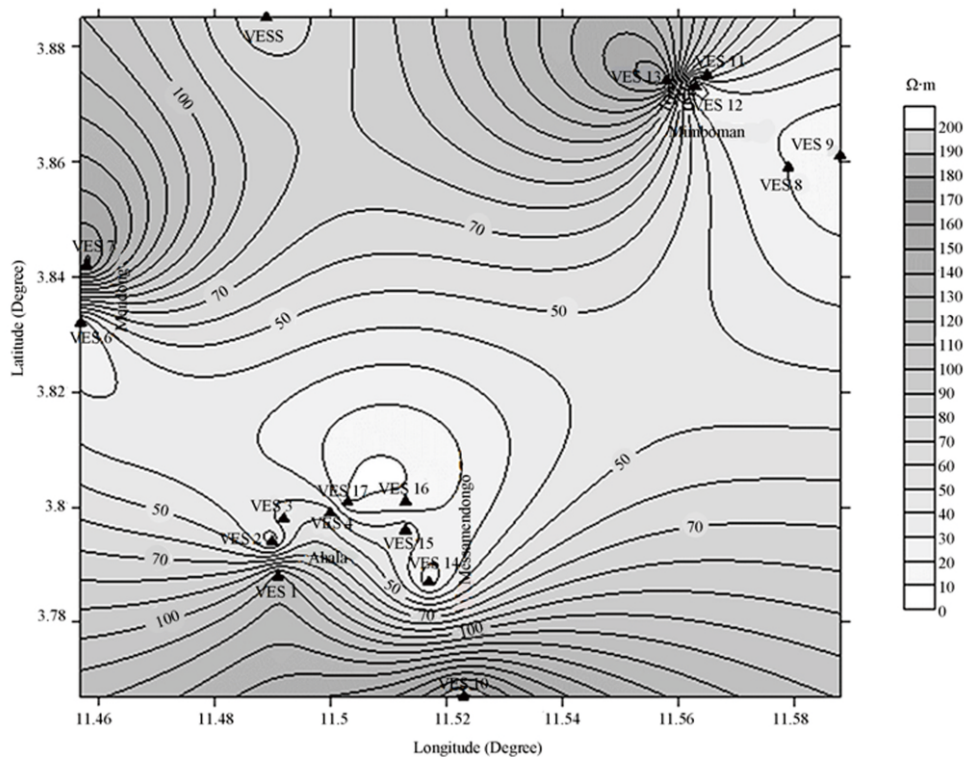 3.88
3.86
3.84
3.82
3.8
3.78
Latitude (Degree)
11.46
11.48
11.5
11.52
11.54
11.56
11.58
Longitude (Degree)
VESS
100
VES 7
Mendong
VES 6
70
50
70
50
VES 13
VES 11
VES 12
Mimboman
VES 9
VES 8
50
70
100
VES 3
VES 2
VES 1
Ahala
VES 17
VES 4
VES 16
VES 15
VES 14
Messamendongo
50
70
100
VES 10
50
70
Ω·m
200
190
180
170
160
150
140
130
120
110
100
90
80
70
60
50
40
30
20
10
0